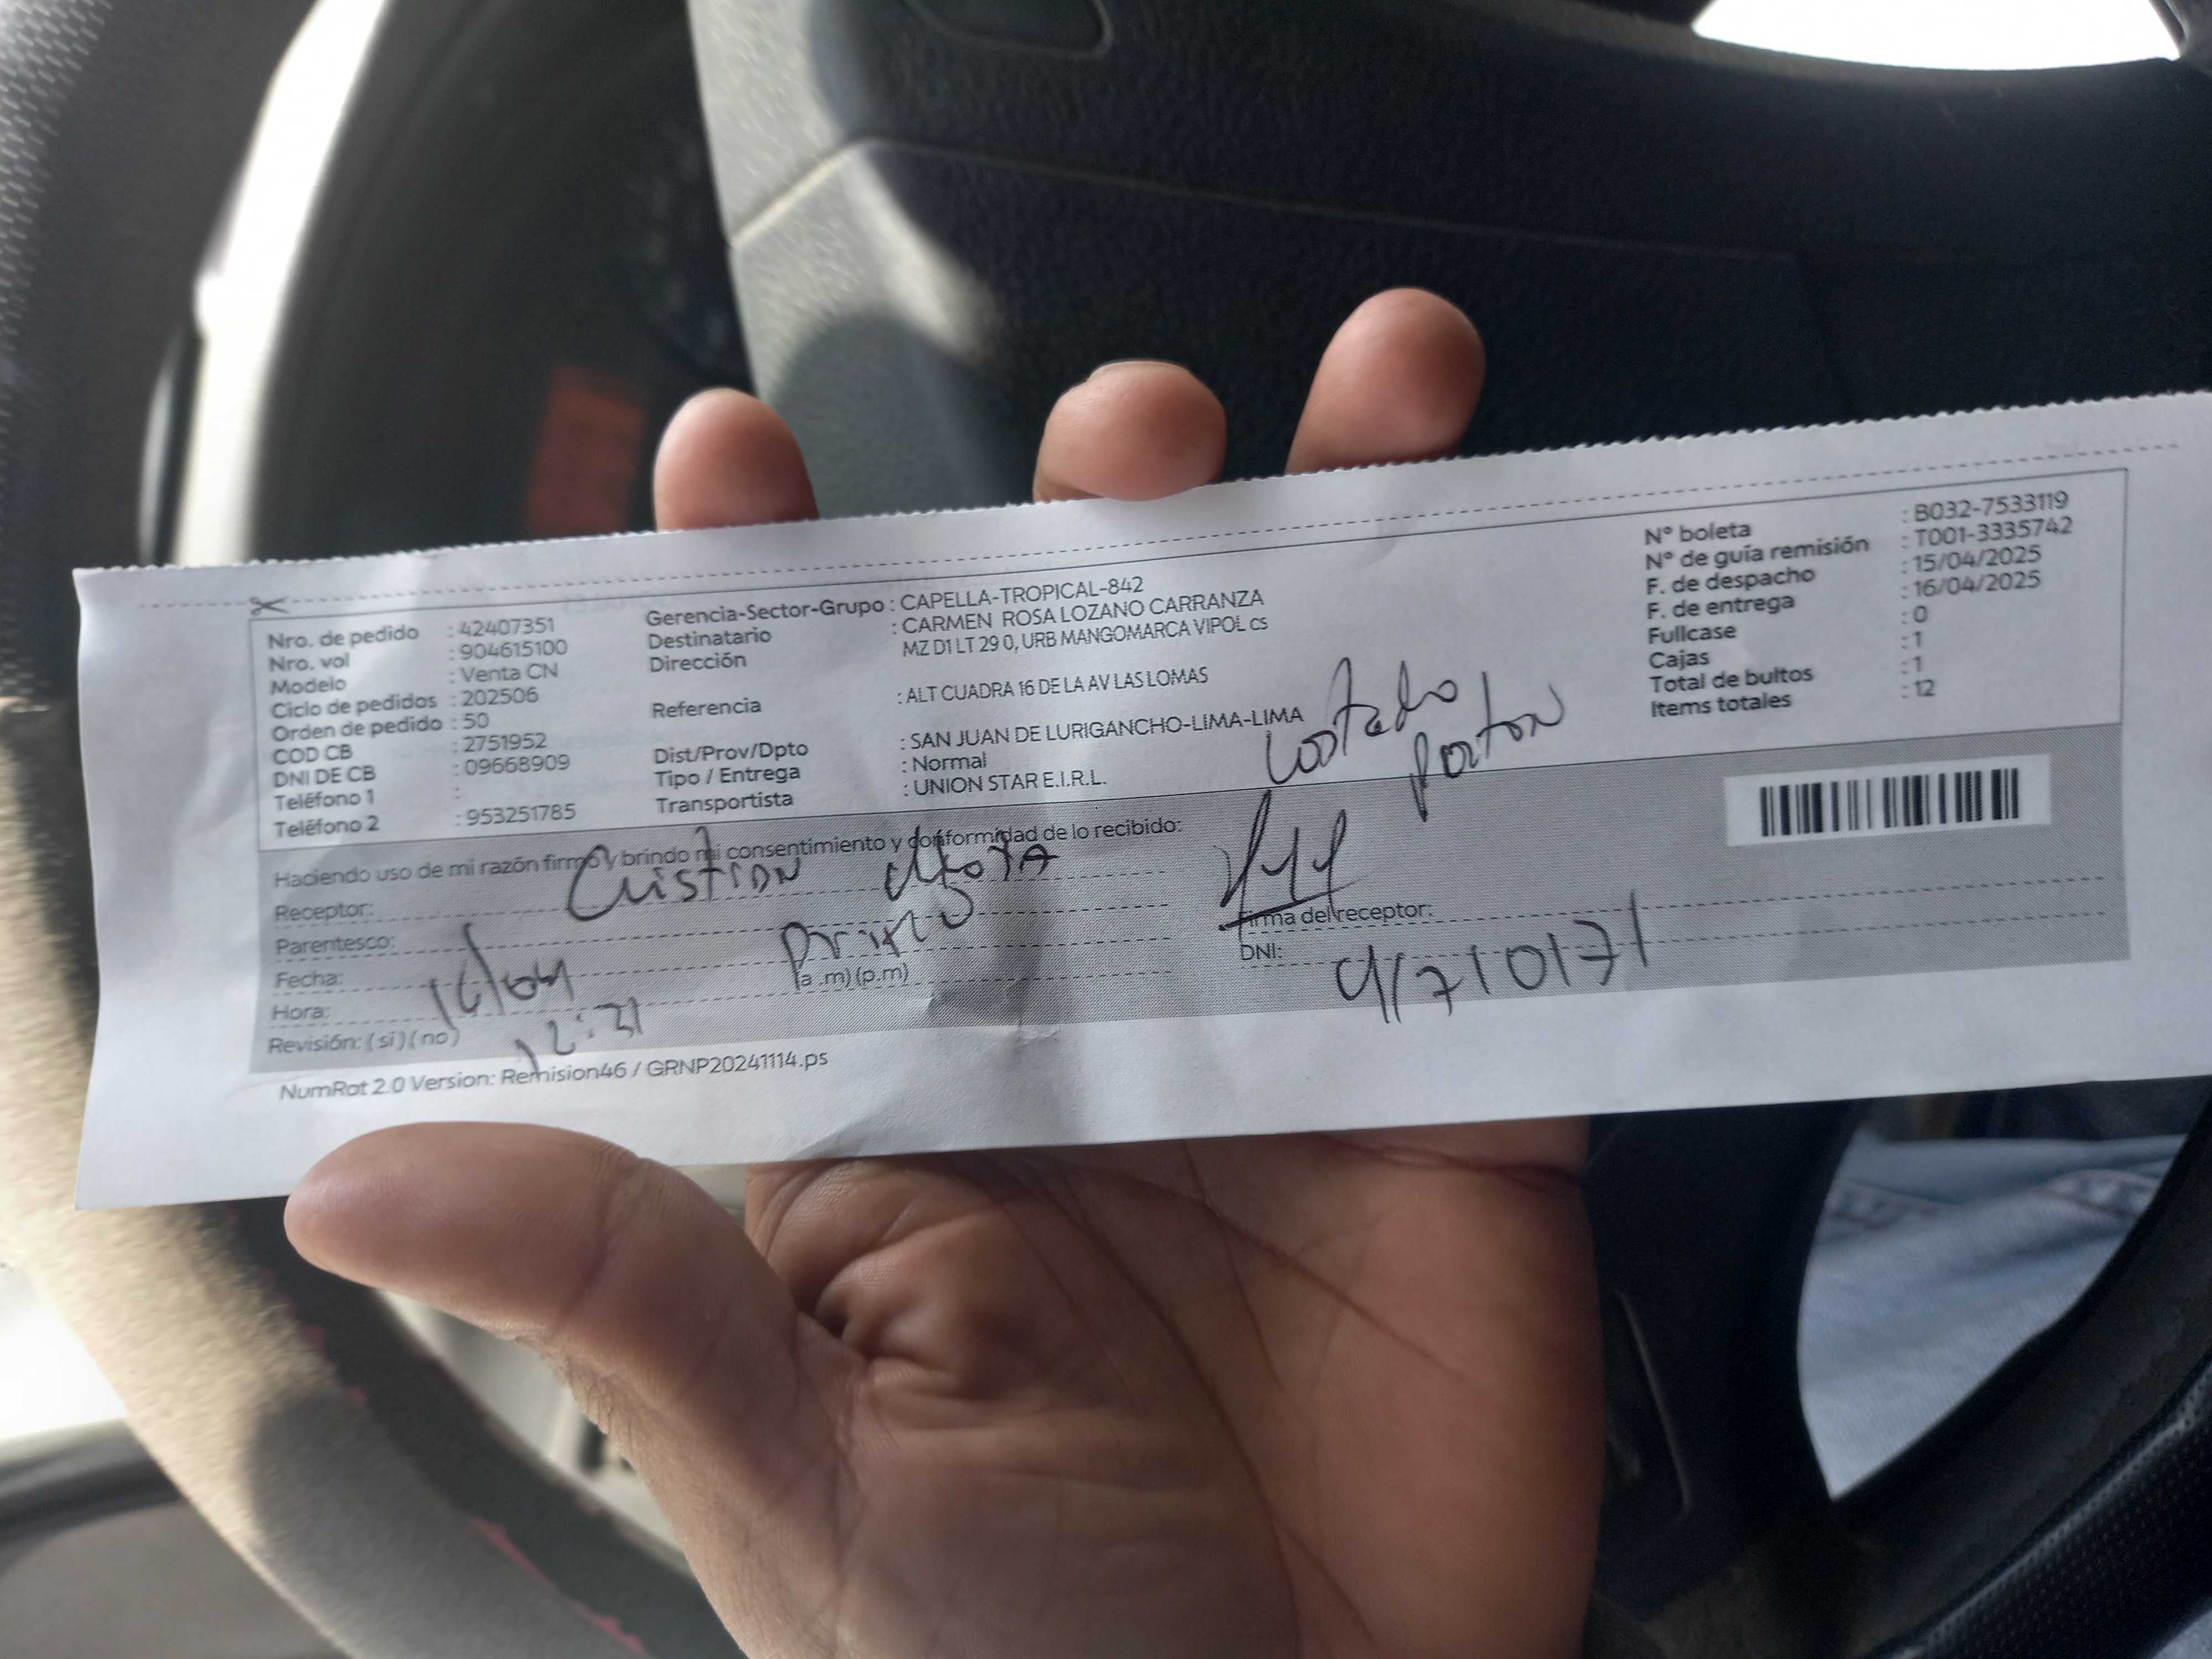 Nro. de pedido : 42407351
Nro. vol : 904615100
Modelo : Venta CN
Ciclo de pedidos : 202506
Orden de pedido : 50
COD CB : 2751952
DNI DE CB : 09668909
Teléfono 1 :
Teléfono 2 : 953251785
Gerencia-Sector-Grupo : CAPELLA-TROPICAL-842
Destinatario : CARMEN ROSA LOZANO CARRANZA
Dirección MZ D1 LT 29 0, URB MANGOMARCA VIPOL cs
Referencia : ALT CUADRA 16 DE LA AV LAS LOMAS
Dist/Prov/Dpto : SAN JUAN DE LURIGANCHO-LIMA-LIMA
Tipo / Entrega : Normal
Transportista : UNION STAR E.I.R.L.
Costado
Porton
N° boleta : B032-7533119
N° de guía remisión : T001-3335742
F. de despacho : 15/04/2025
F. de entrega : 16/04/2025
Fullcase : 0
Cajas : 1
Total de bultos : 1
Items totales : 12
Haciendo uso de mi razón firmo y brindo mi consentimiento y conformidad de lo recibido:
Receptor:
Parentesco: Primo
Fecha: 16/04
Hora: 12:31 (a .m) (p.m)
Revisión: ( si ) ( no )
Firma del receptor:
DNI:
NumRot 2.0 Version: Remision46 / GRNP20241114.ps